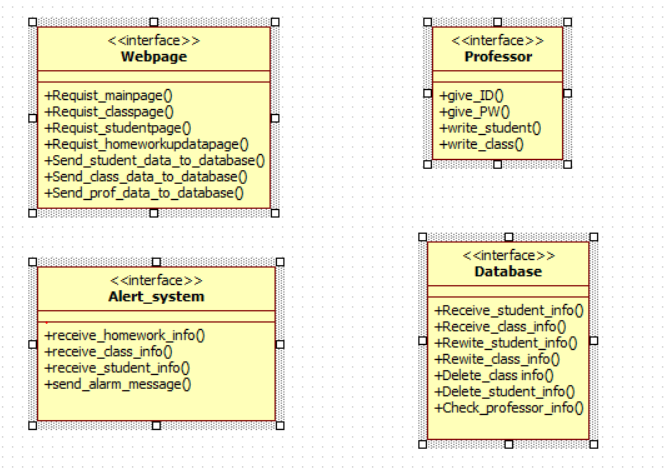 <<interface>>
Webpage
+Requist_mainpage()
+Requist_classpage()
+Requist_studentpage()
+Requist_homeworkupdatapage()
+Send_student_data_to_database()
+Send_class_data_to_database()
+Send_prof_data_to_database()
<<interface>>
Professor
+give_ID()
+give_PW()
+write_student()
+write_class()
<<interface>>
Alert_system
+receive_homework_info()
+receive_class_info()
+receive_student_info()
+send_alarm_message()
<<interface>>
Database
+Receive_student_info()
+Receive_class_info()
+Rewite_student_info()
+Rewite_class_info()
+Delete_class info()
+Delete_student_info()
+Check_professor_info()